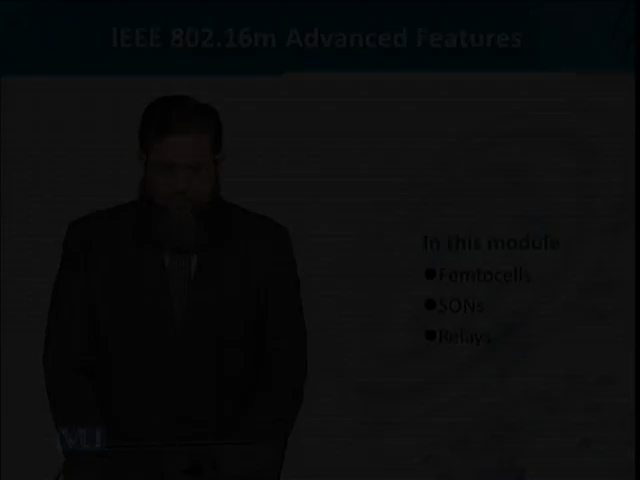 IEEE 802.16m Advanced Features
In this module
●Femtocells
●SONs
●Relays